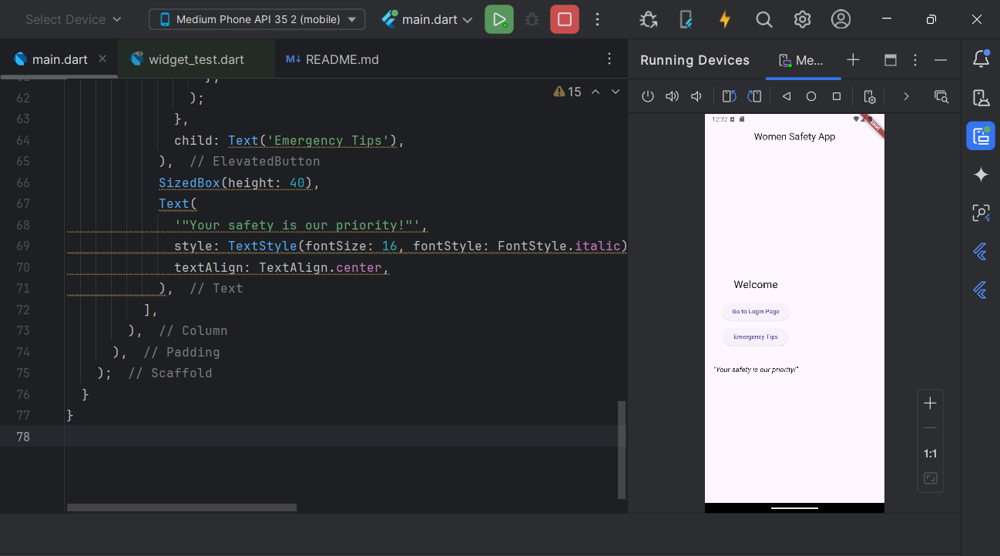 Select Device Medium Phone API 35 2 (mobile) main.dart
main.dart widget_test.dart M↓ README.md
Running Devices Me...
15
62 );
63 },
64 child: Text('Emergency Tips'),
65 ), // ElevatedButton
66 SizedBox(height: 40),
67 Text(
68 '"Your safety is our priority!"',
69 style: TextStyle(fontSize: 16, fontStyle: FontStyle.italic)
70 textAlign: TextAlign.center,
71 ), // Text
72 ],
73 ), // Column
74 ), // Padding
75 ); // Scaffold
76 }
77 }
78
12:32
DEBUG
Women Safety App
Welcome
Go to Login Page
Emergency Tips
"Your safety is our priority!"
1:1